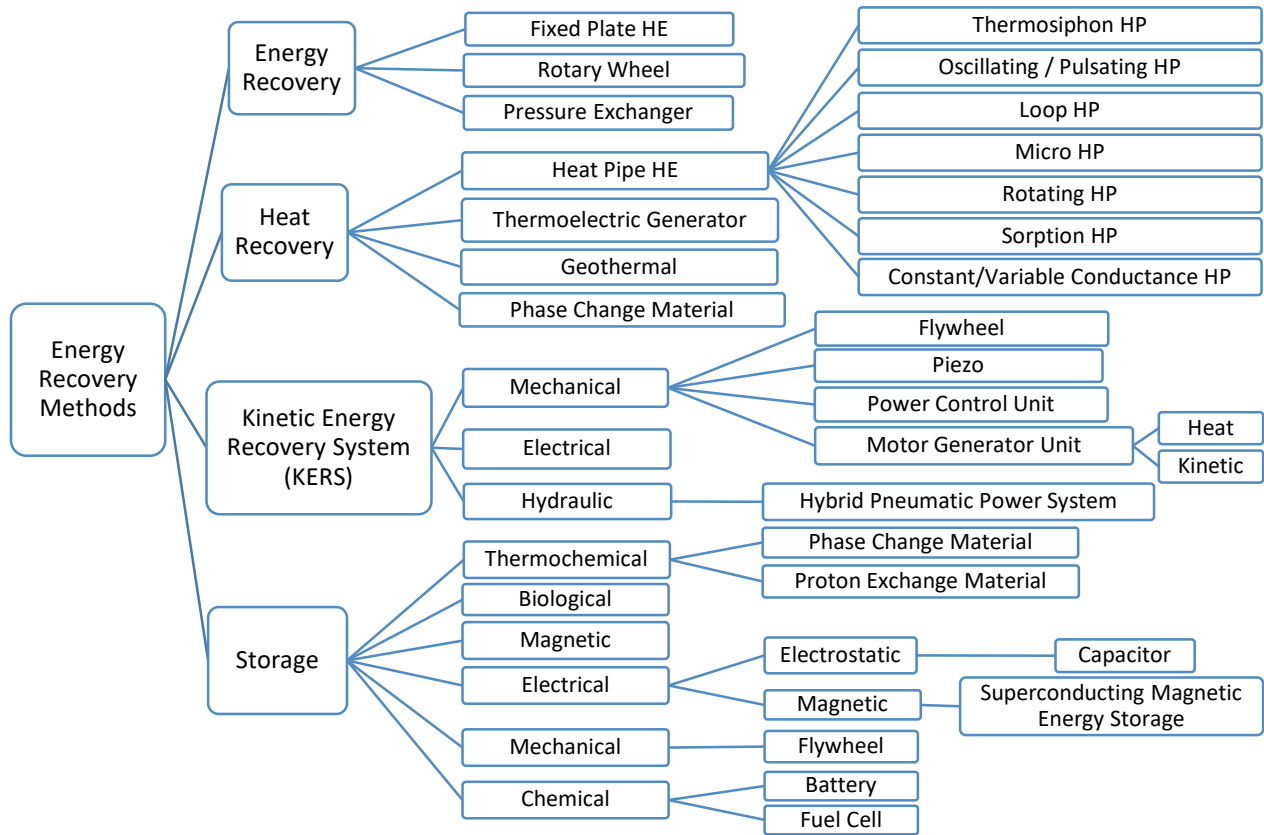 Energy
Recovery
Methods
Energy
Recovery
Fixed Plate HE
Rotary Wheel
Pressure Exchanger
Heat
Recovery
Heat Pipe HE
Thermosiphon HP
Oscillating / Pulsating HP
Loop HP
Micro HP
Rotating HP
Sorption HP
Constant/Variable Conductance HP
Thermoelectric Generator
Geothermal
Phase Change Material
Kinetic Energy
Recovery System
(KERS)
Mechanical
Flywheel
Piezo
Power Control Unit
Motor Generator Unit
Heat
Kinetic
Electrical
Hydraulic
Hybrid Pneumatic Power System
Storage
Thermochemical
Phase Change Material
Proton Exchange Material
Biological
Magnetic
Electrical
Electrostatic
Capacitor
Magnetic
Superconducting Magnetic
Energy Storage
Mechanical
Flywheel
Chemical
Battery
Fuel Cell